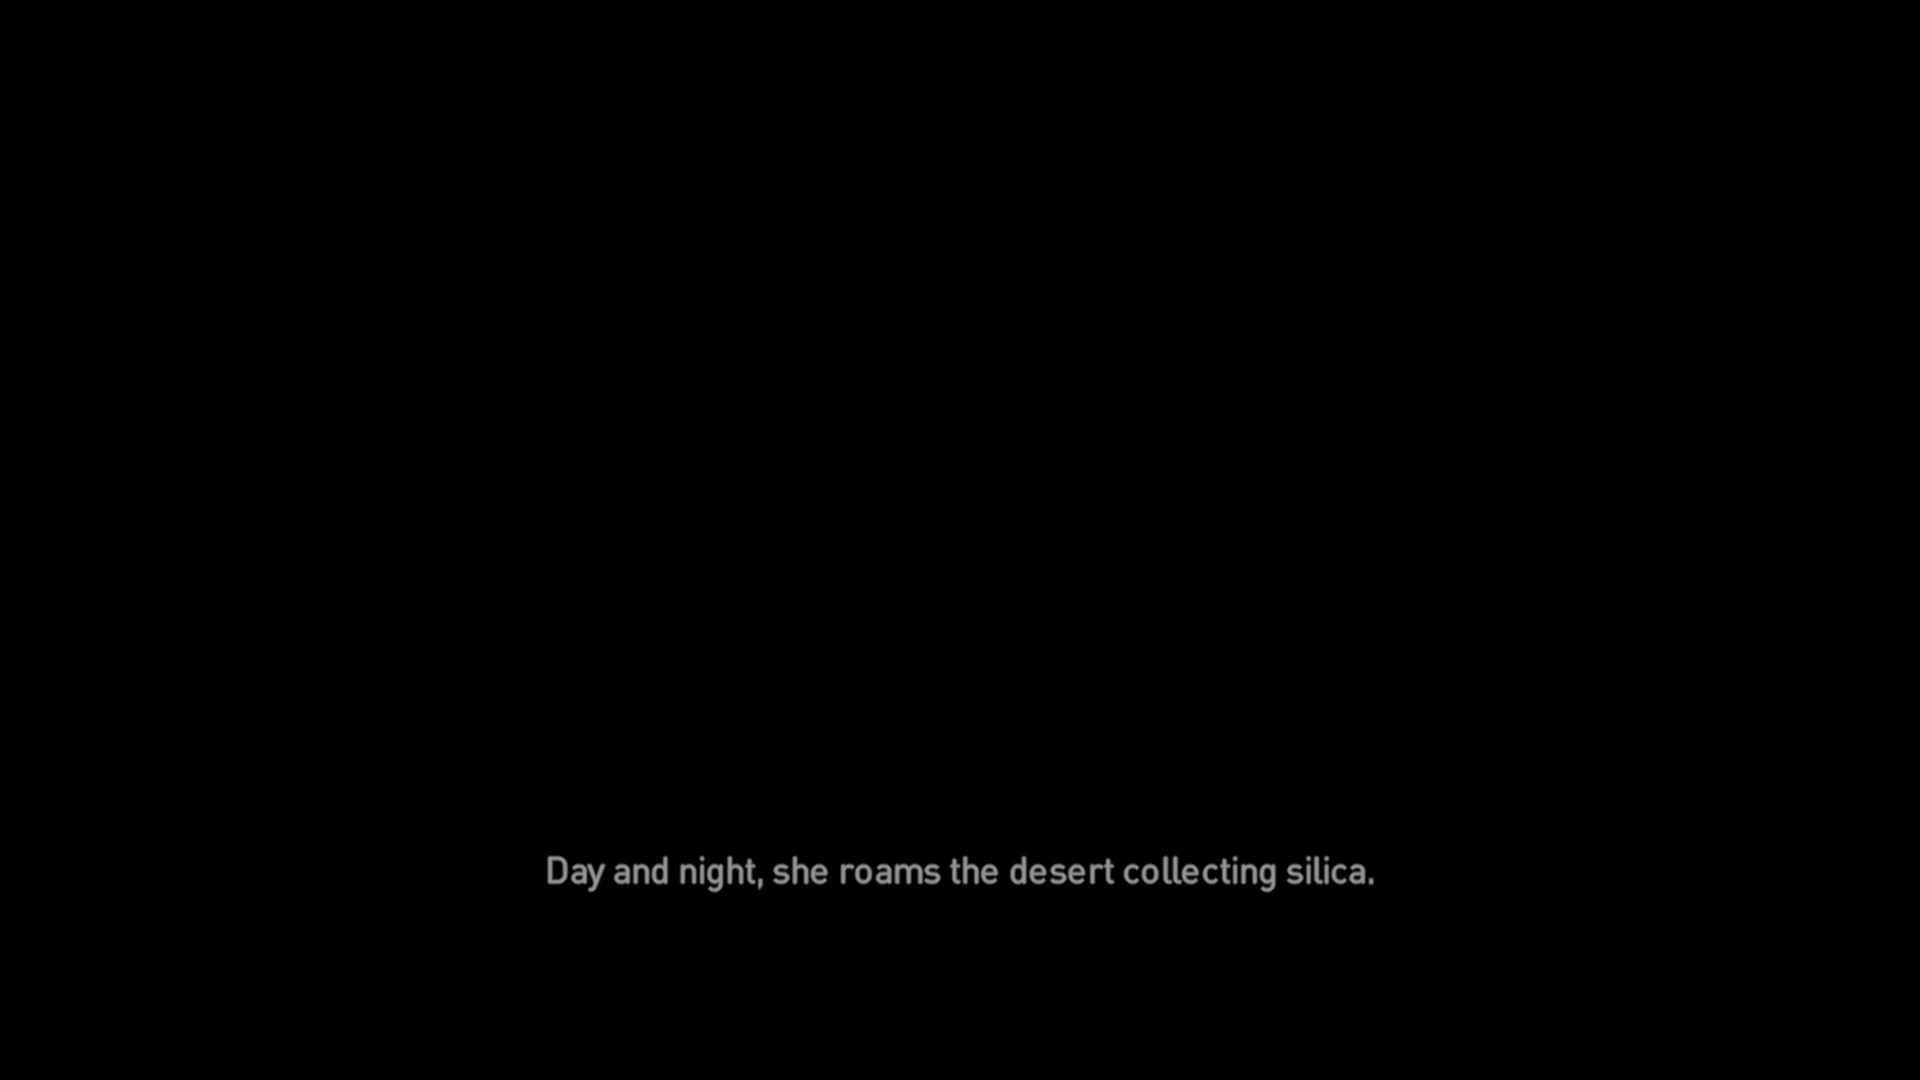 Day and night, she roams the desert collecting silica.